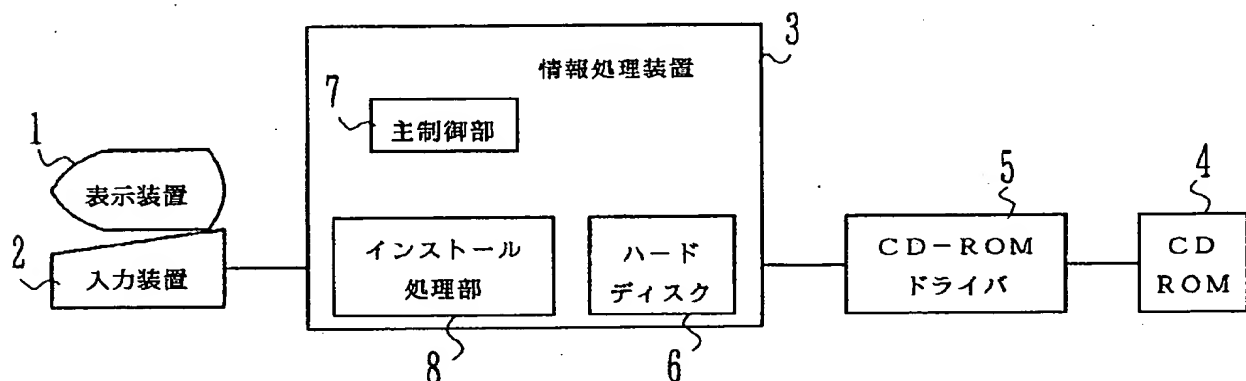 3
情報処理装置
7
主制御部
1
表示装置
2
入力装置
インストール
処理部
8
ハード
ディスク
6
5
CD-ROM
ドライバ
4
CD
ROM